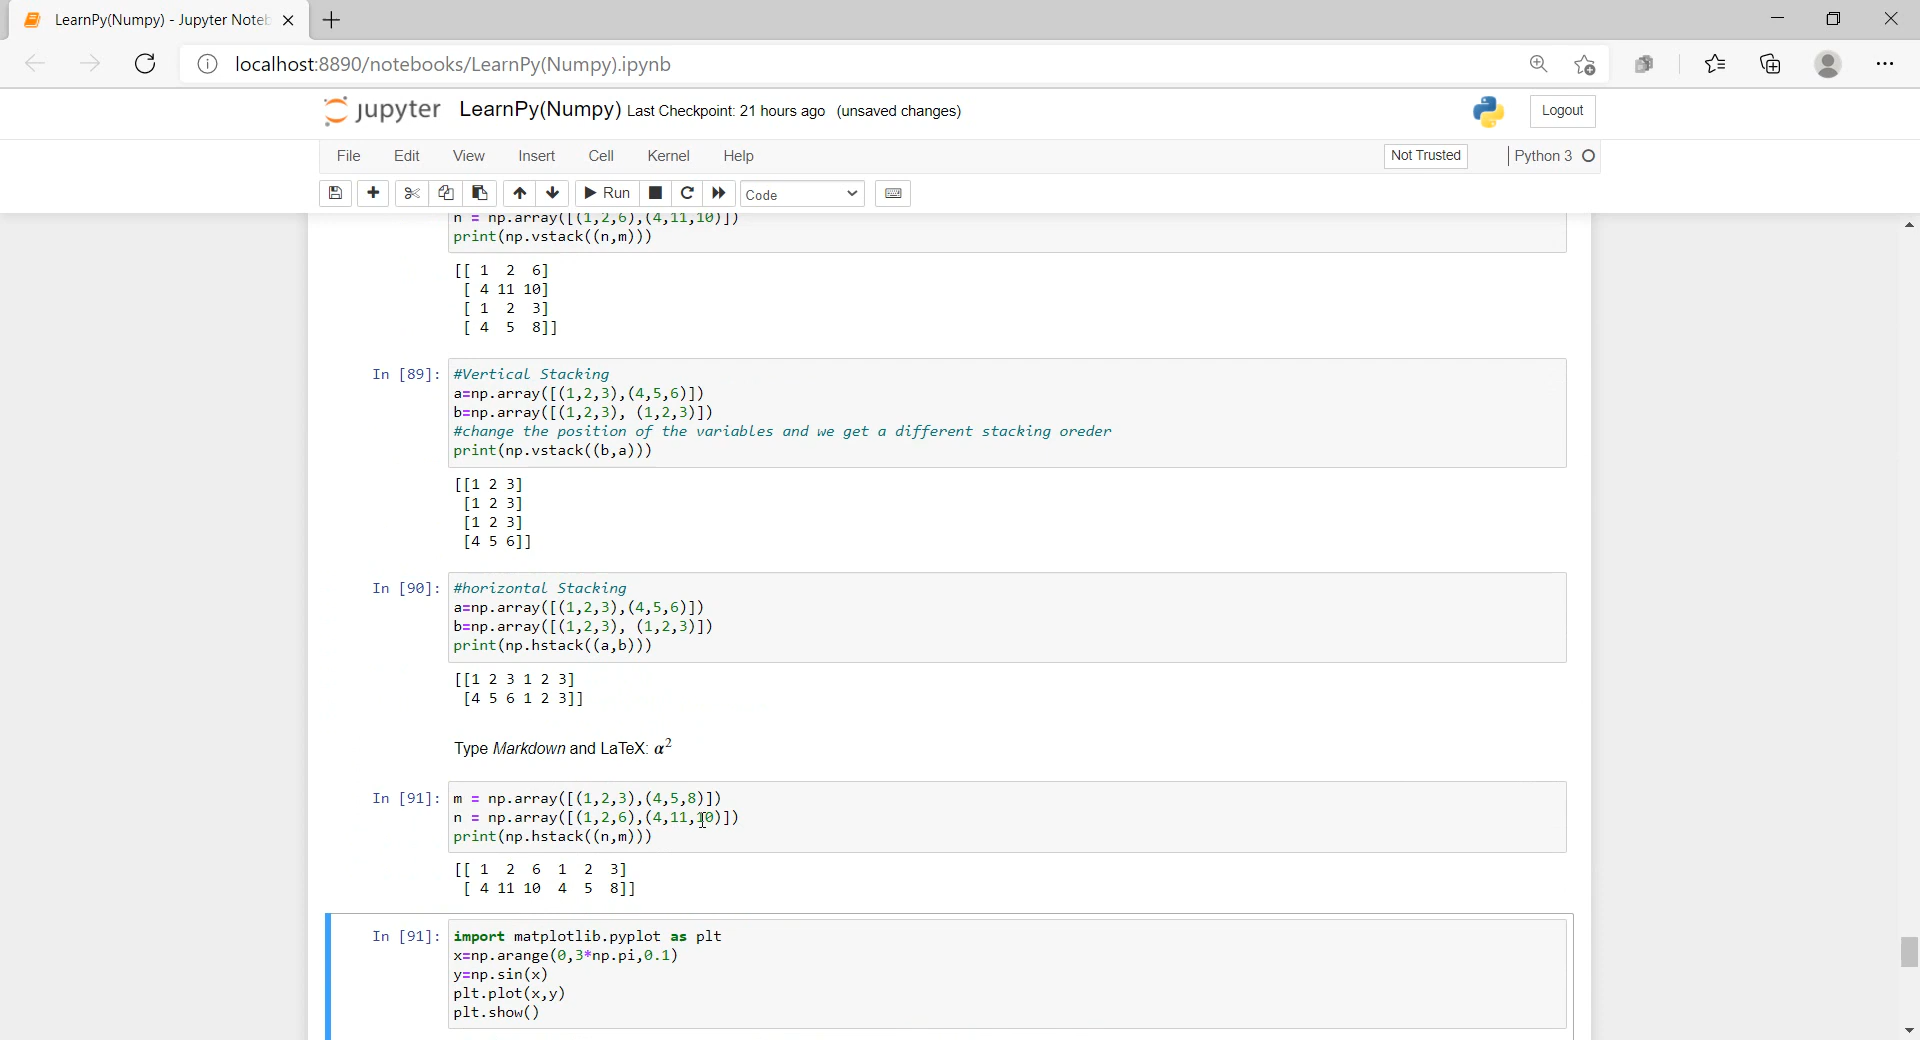 LearnPy(Numpy) - Jupyter Noteb
localhost:8890/notebooks/LearnPy(Numpy).ipynb
jupyter LearnPy(Numpy) Last Checkpoint: 21 hours ago (unsaved changes)
Logout
File Edit View Insert Cell Kernel Help
Not Trusted
Python 3
Run
Code
n = np.array([(1,2,6),(4,11,10)])
print(np.vstack((n,m)))
[[ 1  2  6]
 [ 4 11 10]
 [ 1  2  3]
 [ 4  5  8]]
In [89]: #Vertical Stacking
a=np.array([(1,2,3),(4,5,6)])
b=np.array([(1,2,3), (1,2,3)])
#change the position of the variables and we get a different stacking oreder
print(np.vstack((b,a)))
[[1 2 3]
 [1 2 3]
 [1 2 3]
 [4 5 6]]
In [90]: #horizontal Stacking
a=np.array([(1,2,3),(4,5,6)])
b=np.array([(1,2,3), (1,2,3)])
print(np.hstack((a,b)))
[[1 2 3 1 2 3]
 [4 5 6 1 2 3]]
Type Markdown and LaTeX: α²
In [91]: m = np.array([(1,2,3),(4,5,8)])
n = np.array([(1,2,6),(4,11,10)])
print(np.hstack((n,m)))
[[ 1  2  6  1  2  3]
 [ 4 11 10  4  5  8]]
In [91]: import matplotlib.pyplot as plt
x=np.arange(0,3*np.pi,0.1)
y=np.sin(x)
plt.plot(x,y)
plt.show()